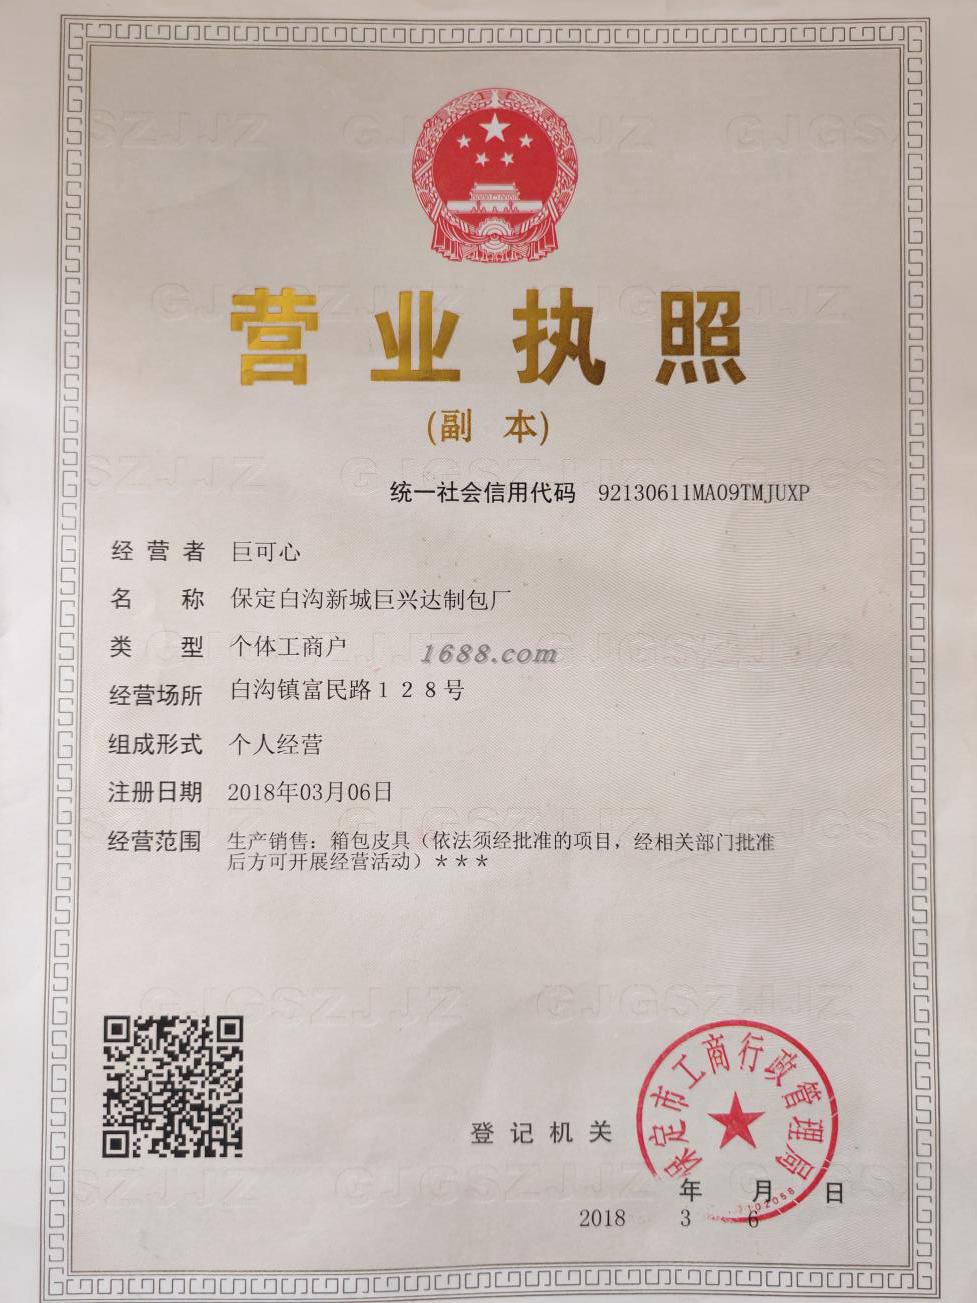 营业执照
(副 本)
统一社会信用代码 92130611MA09TMJUXP
经营者 巨可心
名称 保定白沟新城巨兴达制包厂
类型 个体工商户
1688.com
经营场所 白沟镇富民路１２８号
组成形式 个人经营
注册日期 2018年03月06日
经营范围 生产销售：箱包皮具（依法须经批准的项目，经相关部门批准
后方可开展经营活动）＊＊＊
保定市工商行政管理局
登记机关
年 月 日
2018 3 6